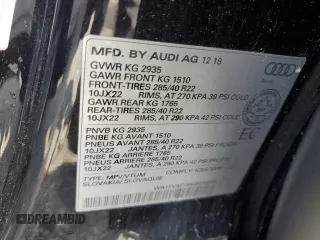 MFD. BY AUDI AG 12 18
GVWR KG 2935
GAWR FRONT KG 1510
FRONT-TIRES 285/40 R22
10JX22 RIMS, AT 270 KPA 39 PSI COLD
GAWR REAR KG 1765
REAR-TIRES 285/40 R22
10JX22 RIMS, AT 290 KPA 42 PSI COLD
EC
PNVB KG 2935
PNBE KG AVANT 1510
PNEUS AVANT 285/40 R22
10JX22 JANTES, A 270 KPA 39 PSI
PNBE KG ARRIERE 1765
PNEUS ARRIERE 285/40 R22
10JX22 JANTES, A 290 KPA 42 PSI
TYPE: MPV/VTUM
SLOVAKIA/SLOVAQUIE
DREAMBID